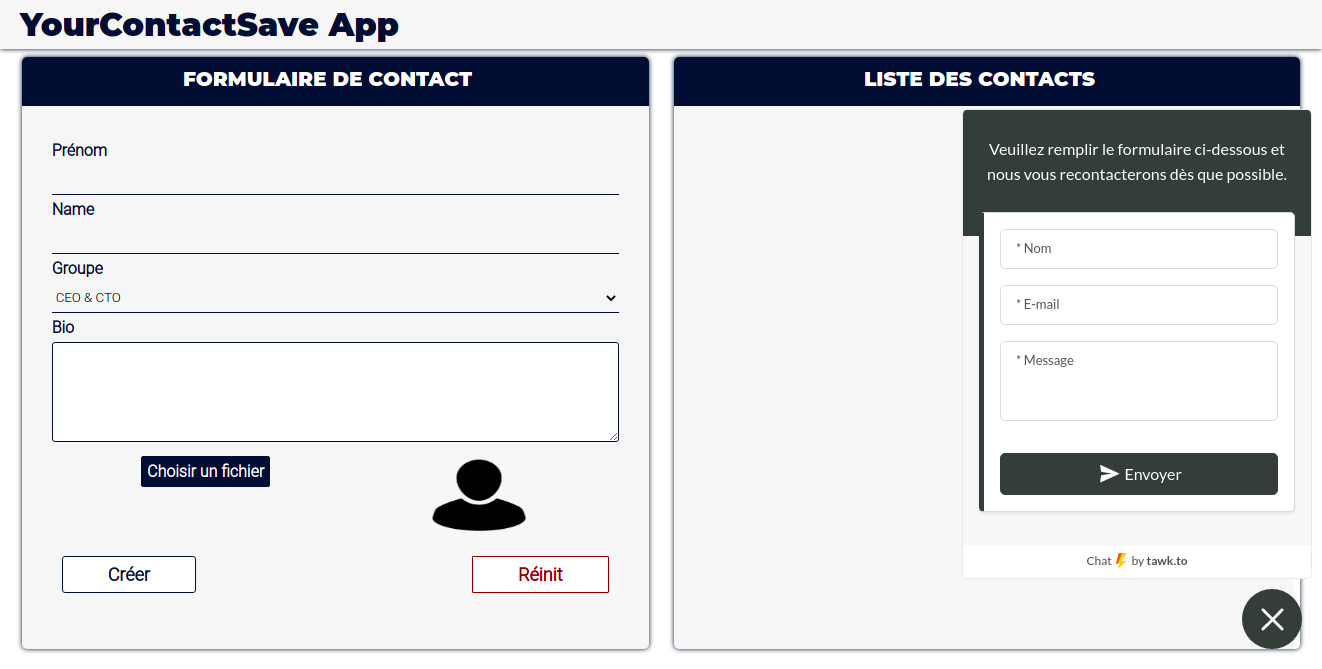 YourContactSave App
FORMULAIRE DE CONTACT
Prénom
Name
Groupe
CEO & CTO
Bio
Choisir un fichier
Créer
Réinit
LISTE DES CONTACTS
Veuillez remplir le formulaire ci-dessous et
nous vous recontacterons dès que possible.
* Nom
* E-mail
* Message
Envoyer
Chat by tawk.to